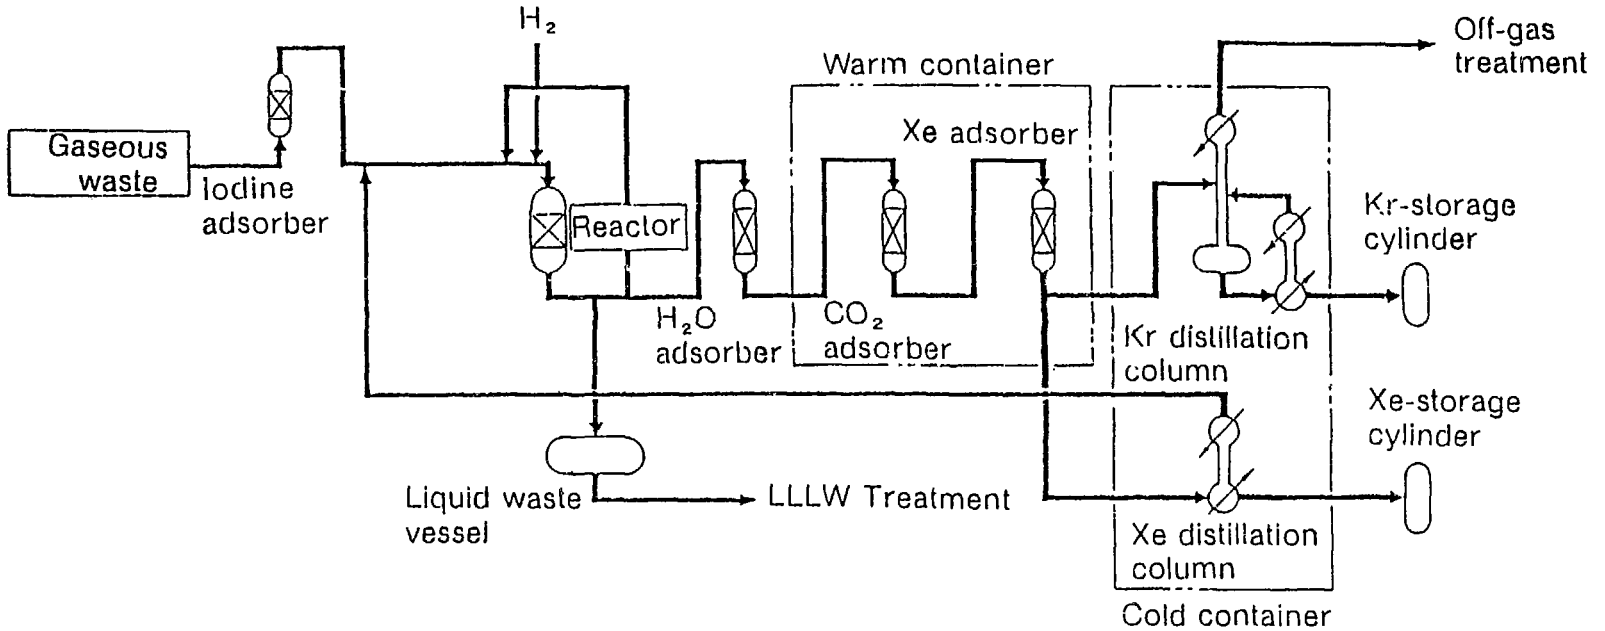 H₂
Off-gas
treatment
Warm container
Gaseous
waste
Iodine
adsorber
Xe adsorber
Reactor
Kr-storage
cylinder
H₂O
adsorber
CO₂
adsorber
Kr distillation
column
Xe-storage
cylinder
Liquid waste
vessel
LLLW Treatment
Xe distillation
column
Cold container